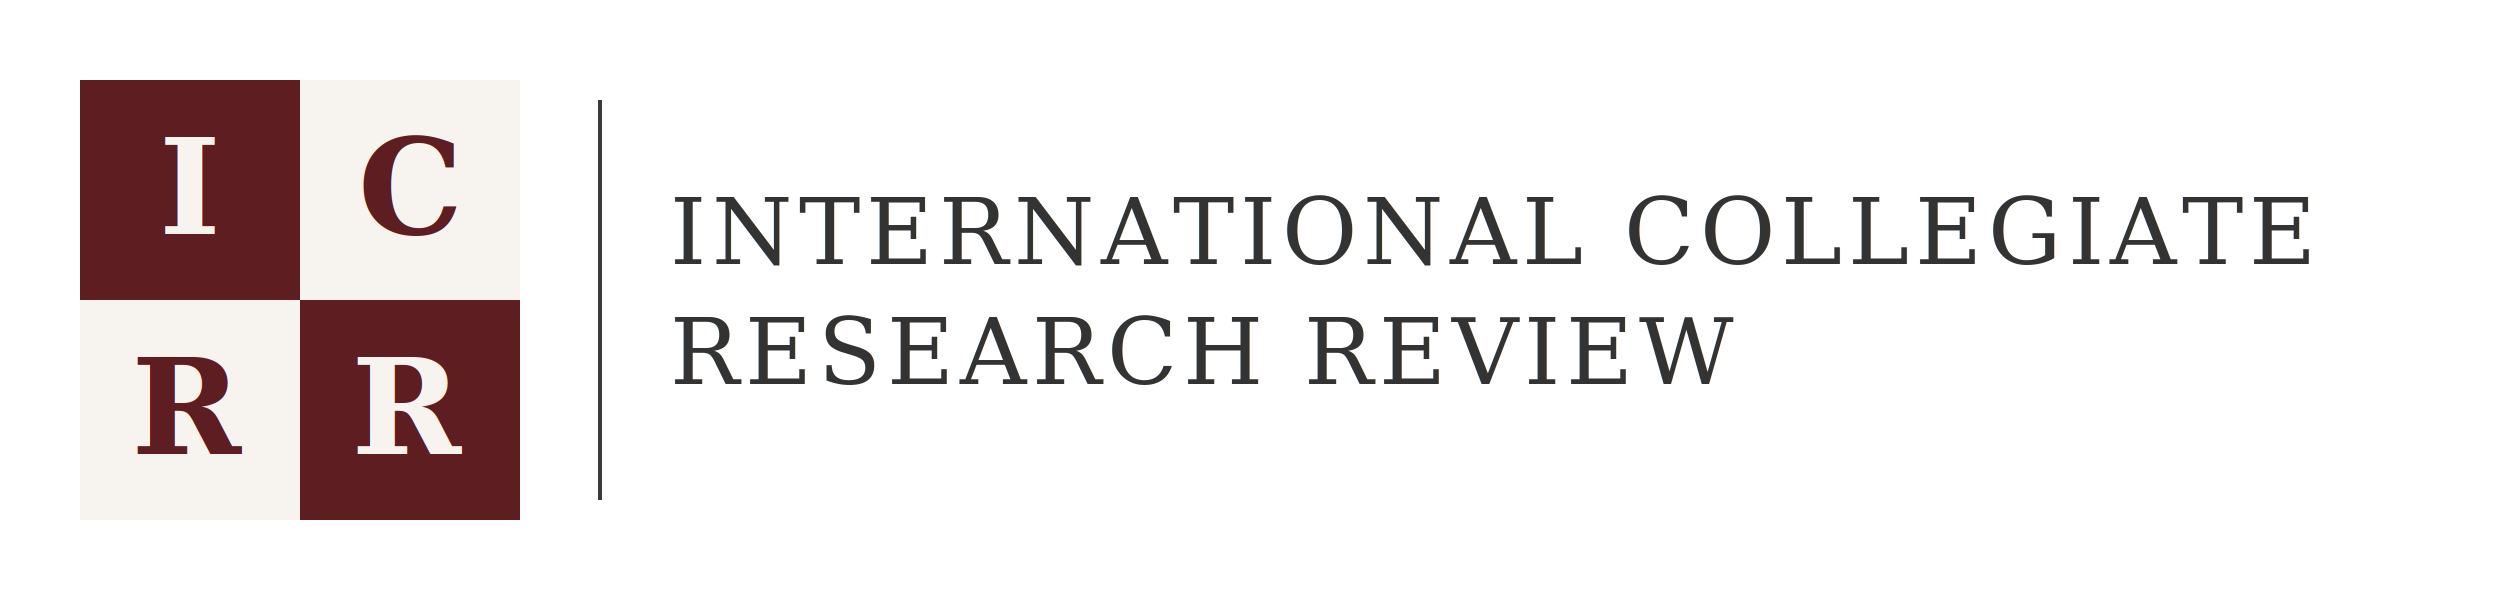 I C
R R
INTERNATIONAL COLLEGIATE
RESEARCH REVIEW